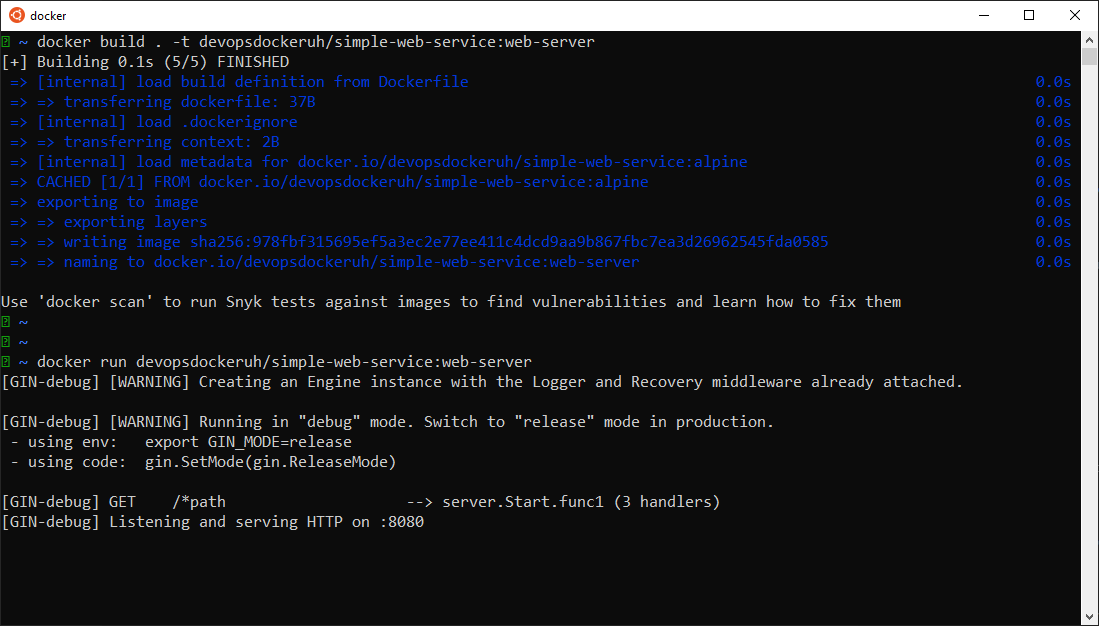 docker
~ docker build . -t devopsdockeruh/simple-web-service:web-server
[+] Building 0.1s (5/5) FINISHED
=> [internal] load build definition from Dockerfile 0.0s
=> => transferring dockerfile: 37B 0.0s
=> [internal] load .dockerignore 0.0s
=> => transferring context: 2B 0.0s
=> [internal] load metadata for docker.io/devopsdockeruh/simple-web-service:alpine 0.0s
=> CACHED [1/1] FROM docker.io/devopsdockeruh/simple-web-service:alpine 0.0s
=> exporting to image 0.0s
=> => exporting layers 0.0s
=> => writing image sha256:978fbf315695ef5a3ec2e77ee411c4dcd9aa9b867fbc7ea3d26962545fda0585 0.0s
=> => naming to docker.io/devopsdockeruh/simple-web-service:web-server 0.0s
Use 'docker scan' to run Snyk tests against images to find vulnerabilities and learn how to fix them
~
~
~ docker run devopsdockeruh/simple-web-service:web-server
[GIN-debug] [WARNING] Creating an Engine instance with the Logger and Recovery middleware already attached.
[GIN-debug] [WARNING] Running in "debug" mode. Switch to "release" mode in production.
- using env:   export GIN_MODE=release
- using code:  gin.SetMode(gin.ReleaseMode)
[GIN-debug] GET    /*path                    --> server.Start.func1 (3 handlers)
[GIN-debug] Listening and serving HTTP on :8080